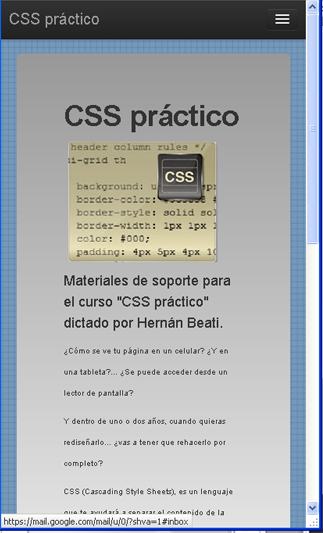 CSS práctico
CSS práctico
header column rules */
ui-grid th
CSS
background: u
border-color:
border-style: solid sol
border-width: 1px 1px 1
color: #000;
padding: 4px 5px 4px 10
Materiales de soporte para
el curso "CSS práctico"
dictado por Hernán Beati.
¿Cómo se ve tu página en un celular? ¿Y en
una tableta?... ¿Se puede acceder desde un
lector de pantalla?
Y dentro de uno o dos años, cuando quieras
rediseñarlo... ¿vas a tener que rehacerlo por
completo?
CSS (Cascading Style Sheets), es un lenguaje
que te ayudará a separar el contenido de la
https://mail.google.com/mail/u/0/?shva=1#inbox